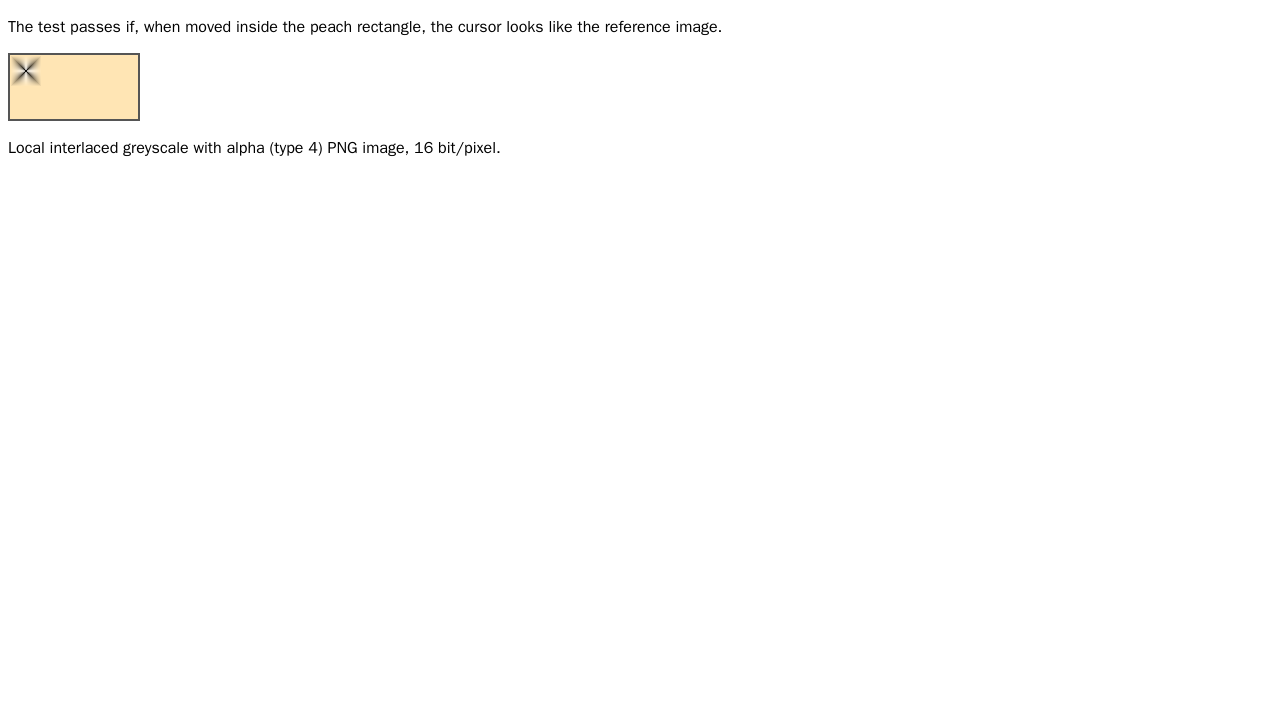 The test passes if, when moved inside the peach rectangle, the cursor looks like the reference image.
Local interlaced greyscale with alpha (type 4) PNG image, 16 bit/pixel.